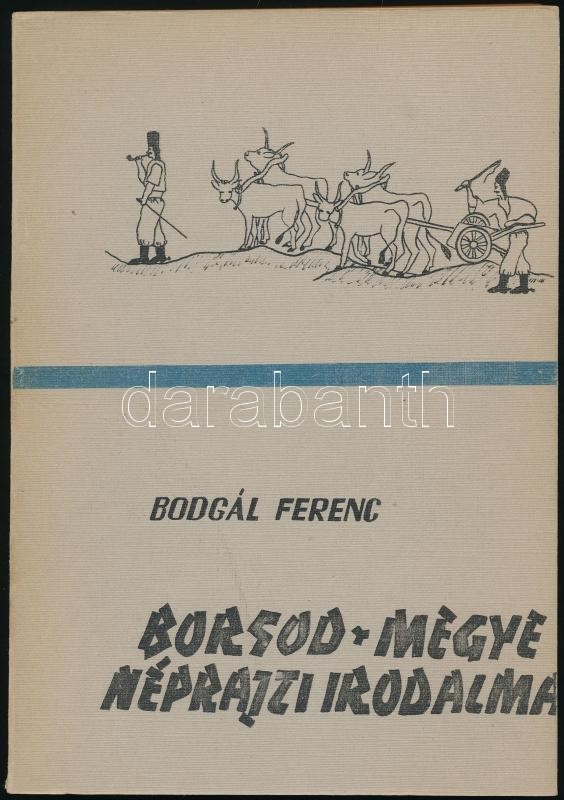 darabanth
BODGÁL FERENC
BORSOD-MEGYE
NÉPRAJZI IRODALMA